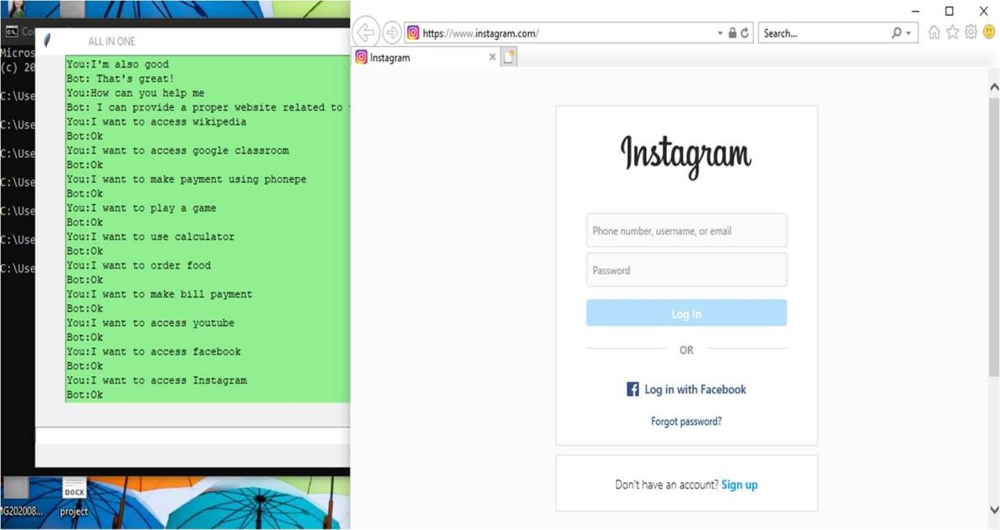 Co
ALL IN ONE
Micros
(c) 20
C:\Use
C:\Use
C:\Use
C:\Use
C:\Use
C:\Use
C:\Use
You:I'm also good
Bot: That's great!
You:How can you help me
Bot: I can provide a proper website related to
You:I want to access wikipedia
Bot:Ok
You:I want to access google classroom
Bot:Ok
You:I want to make payment using phonepe
Bot:Ok
You:I want to play a game
Bot:Ok
You:I want to use calculator
Bot:Ok
You:I want to order food
Bot:Ok
You:I want to make bill payment
Bot:Ok
You:I want to access youtube
Bot:Ok
You:I want to access facebook
Bot:Ok
You:I want to access Instagram
Bot:Ok
MG202008...
DOCX
project
https://www.instagram.com/
Search...
Instagram
Instagram
Phone number, username, or email
Password
Log In
OR
Log in with Facebook
Forgot password?
Don't have an account? Sign up